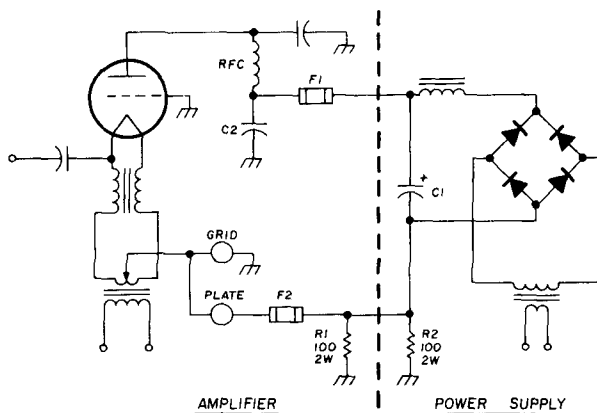 RFC
F1
C2
+
C1
GRID
PLATE
F2
R1
100
2W
R2
100
2W
AMPLIFIER
POWER SUPPLY